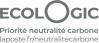 ECOLOGIC
Priorité neutralité carbone
laposte.fr/neutralitecarbone